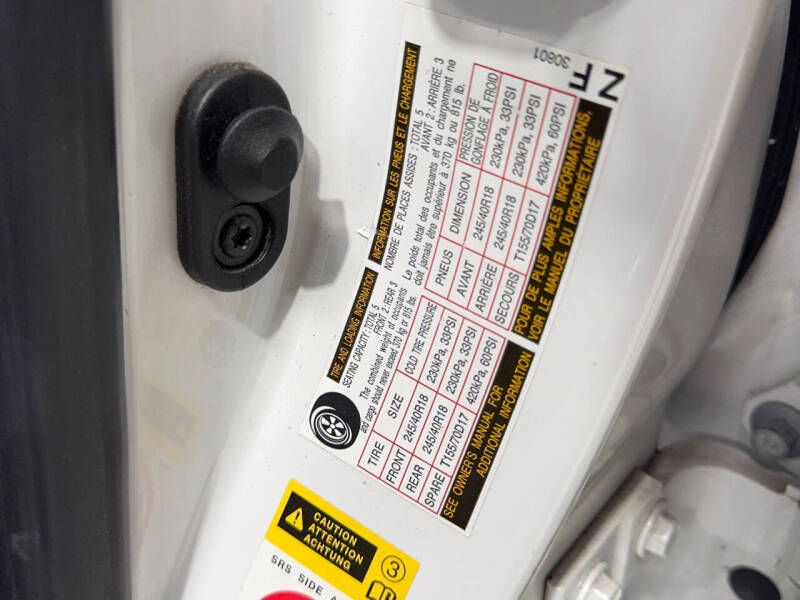 TIRE AND LOADING INFORMATION
SEATING CAPACITY : TOTAL 5
FRONT 2 : REAR 3
The combined weight of occupants
and cargo should never exceed 370 kg or 815 lbs.
TIRE SIZE COLD TIRE PRESSURE
FRONT 245/40R18 230kPa, 33PSI
REAR 245/40R18 230kPa, 33PSI
SPARE T155/70D17 420kPa, 60PSI
SEE OWNER'S MANUAL FOR
ADDITIONAL INFORMATION
INFORMATION SUR LES PNEUS ET LE CHARGEMENT
NOMBRE DE PLACES ASSISES : TOTAL 5
AVANT 2 : ARRIÈRE 3
Le poids total des occupants et du chargement ne
doit jamais être supérieur à 370 kg ou 815 lb.
PNEUS DIMENSION PRESSION DE
GONFLAGE À FROID
AVANT 245/40R18 230kPa, 33PSI
ARRIÈRE 245/40R18 230kPa, 33PSI
SECOURS T155/70D17 420kPa, 60PSI
POUR DE PLUS AMPLES INFORMATIONS,
VOIR LE MANUEL DU PROPRIÉTAIRE
30801
ZF
CAUTION
ATTENTION
ACHTUNG
3
SRS SIDE